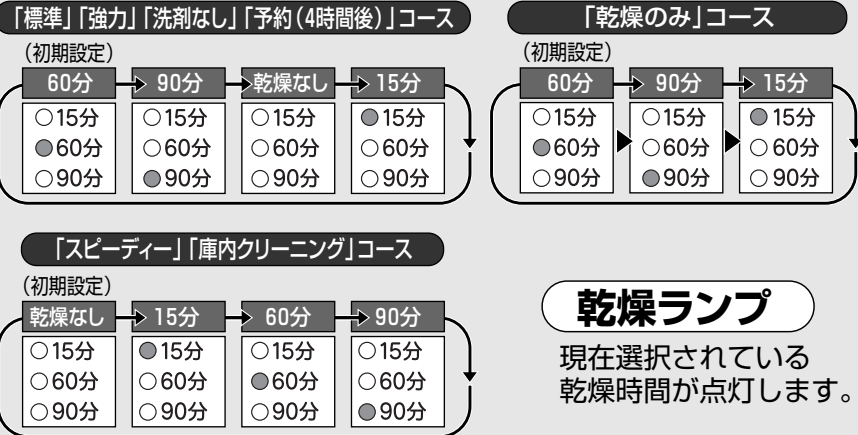 「標準」「強力」「洗剤なし」「予約(4時間後)」コース
(初期設定)
60分 90分 乾燥なし 15分
○15分 ○15分 ○15分 ●15分
●60分 ○60分 ○60分 ○60分
○90分 ●90分 ○90分 ○90分
「乾燥のみ」コース
(初期設定)
60分 90分 15分
○15分 ○15分 ●15分
●60分 ○60分 ○60分
○90分 ●90分 ○90分
「スピーディー」「庫内クリーニング」コース
(初期設定)
乾燥なし 15分 60分 90分
○15分 ●15分 ○15分 ○15分
○60分 ○60分 ●60分 ○60分
○90分 ○90分 ○90分 ●90分
乾燥ランプ
現在選択されている
乾燥時間が点灯します。